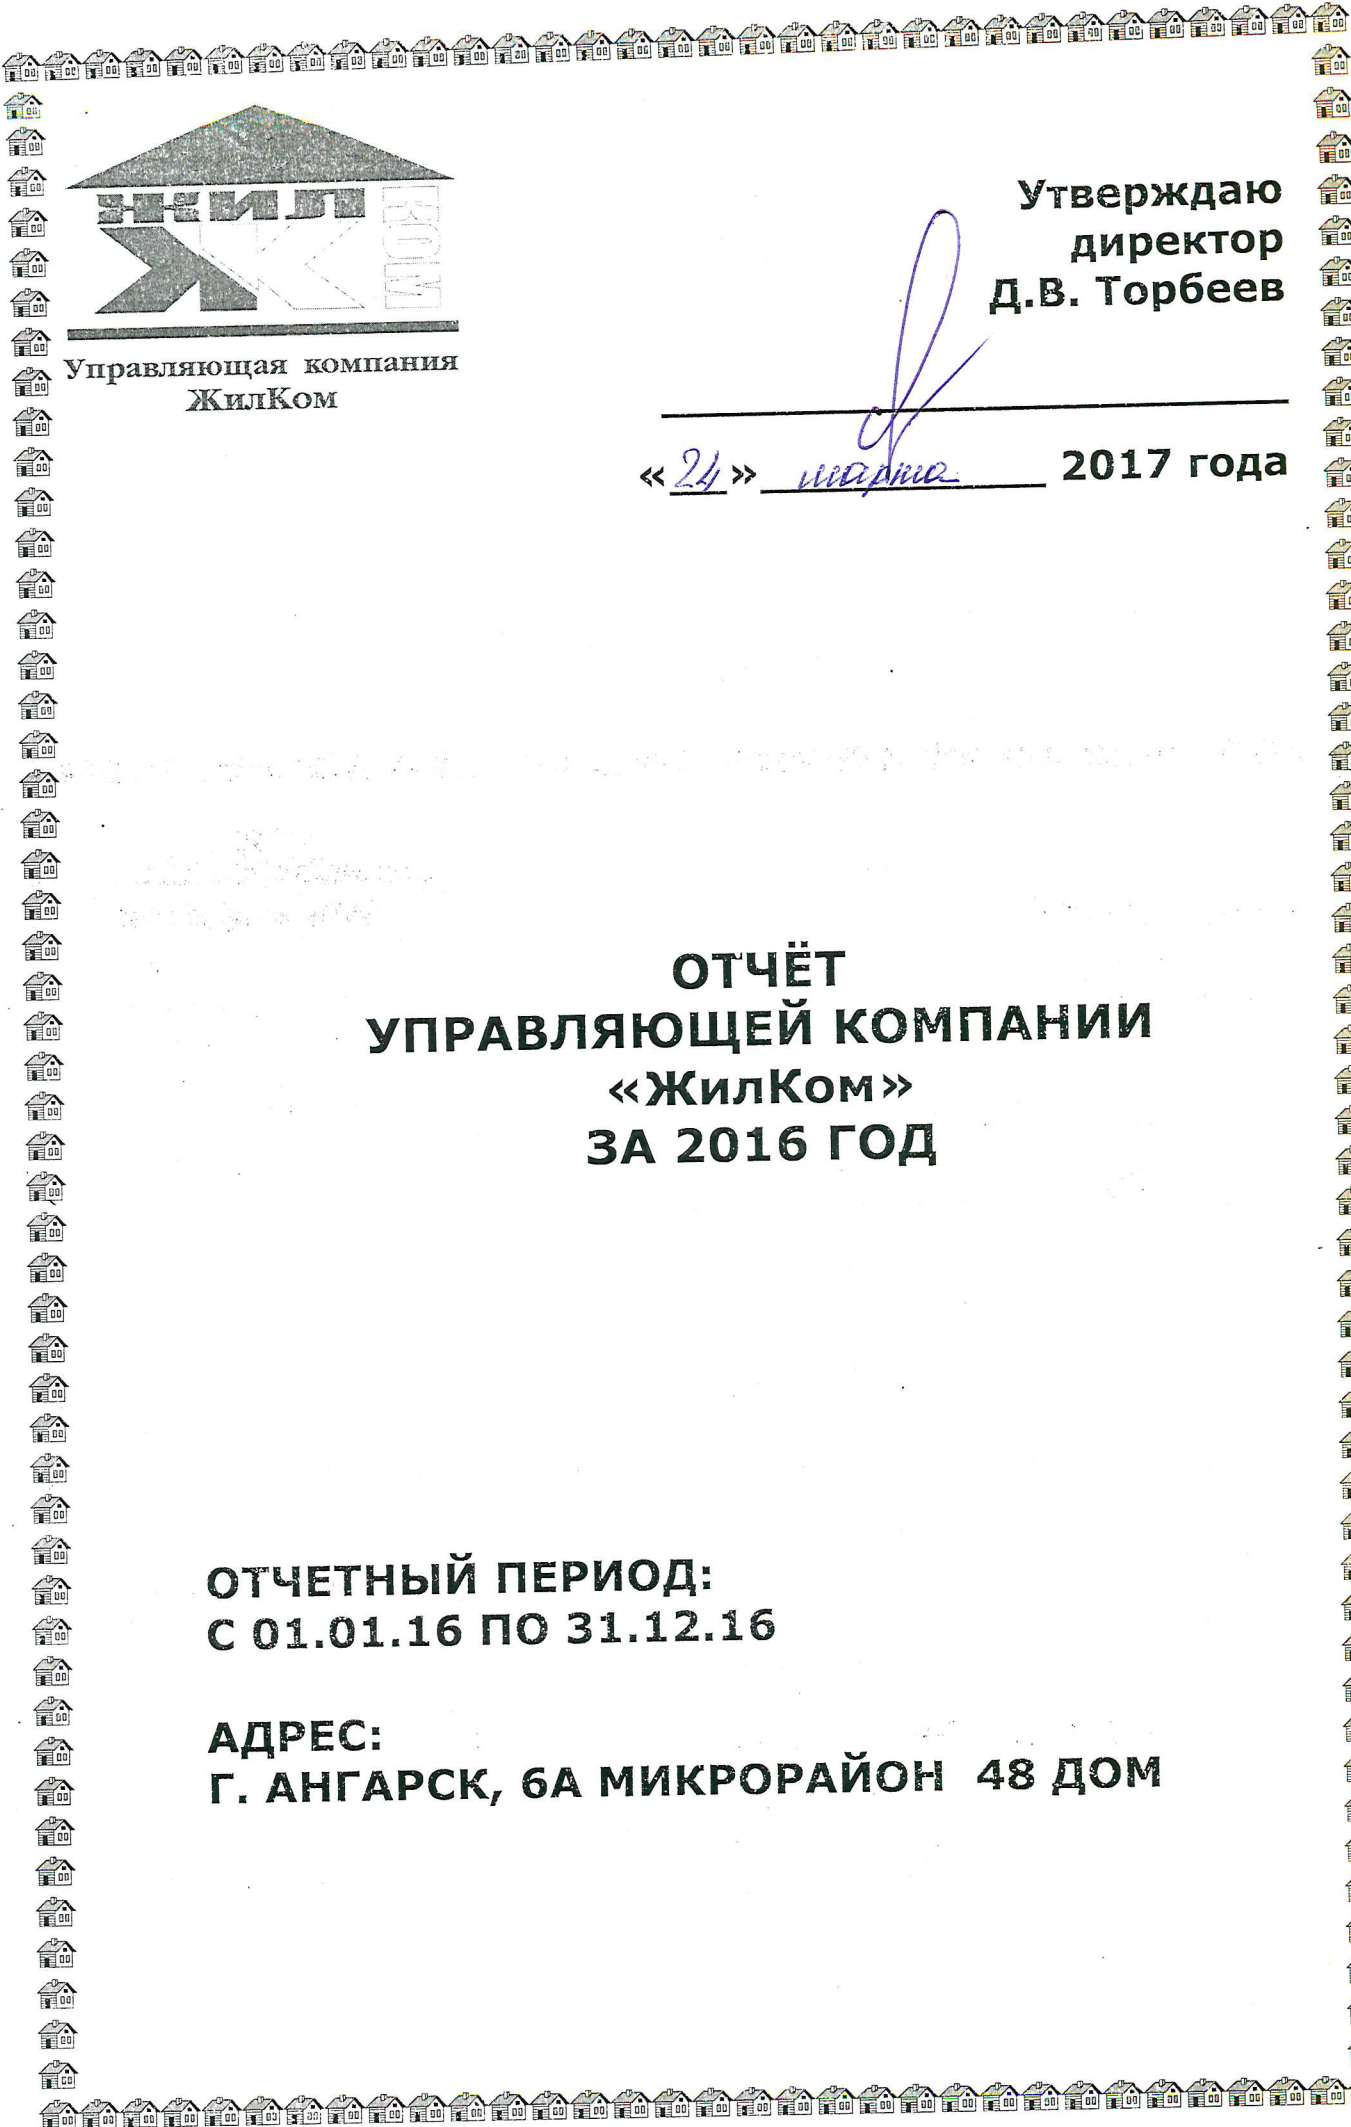 ЖИЛ
КОМ
Управляющая компания
ЖилКом
Утверждаю
директор
Д.В. Торбеев
«24» марта 2017 года
ОТЧЁТ
УПРАВЛЯЮЩЕЙ КОМПАНИИ
«ЖилКом»
ЗА 2016 ГОД
ОТЧЕТНЫЙ ПЕРИОД:
С 01.01.16 ПО 31.12.16
АДРЕС:
Г. АНГАРСК, 6А МИКРОРАЙОН 48 ДОМ